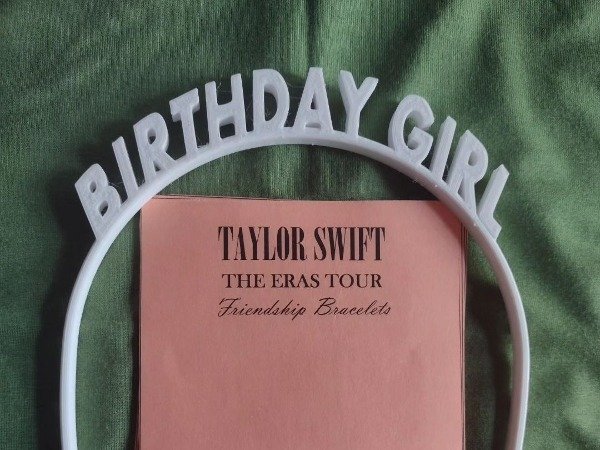 BIRTHDAY GIRL
TAYLOR SWIFT
THE ERAS TOUR
Friendship Bracelets